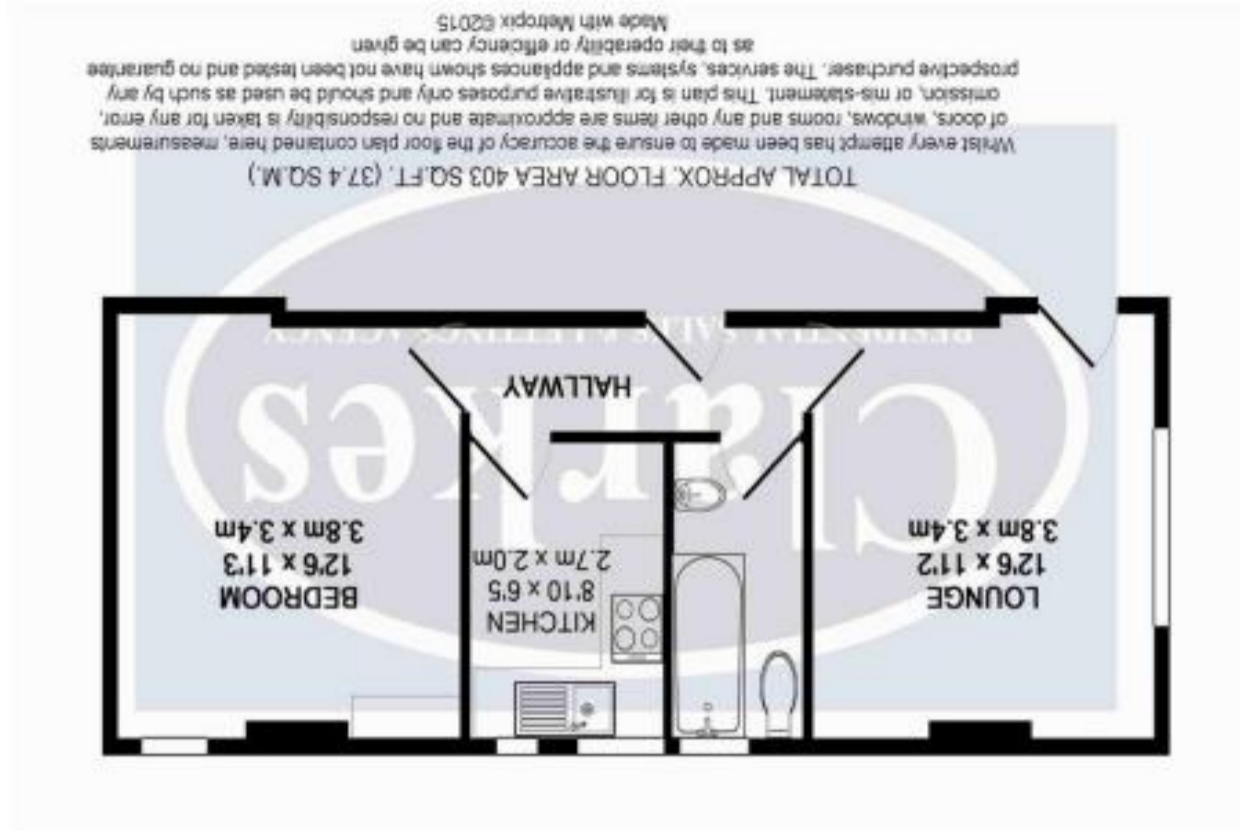 LOUNGE
12'6 x 11'2
3.8m x 3.4m
KITCHEN
8'10 x 6'5
2.7m x 2.0m
BEDROOM
12'6 x 11'3
3.8m x 3.4m
Clarkes
HALLWAY
RESIDENTIAL SALES & LETTINGS AGENCY
TOTAL APPROX. FLOOR AREA 403 SQ.FT. (37.4 SQ.M.)
Whilst every attempt has been made to ensure the accuracy of the floor plan contained here, measurements
of doors, windows, rooms and any other items are approximate and no responsibility is taken for any error,
omission, or mis-statement. This plan is for illustrative purposes only and should be used as such by any
prospective purchaser. The services, systems and appliances shown have not been tested and no guarantee
as to their operability or efficiency can be given
Made with Metropix ©2015